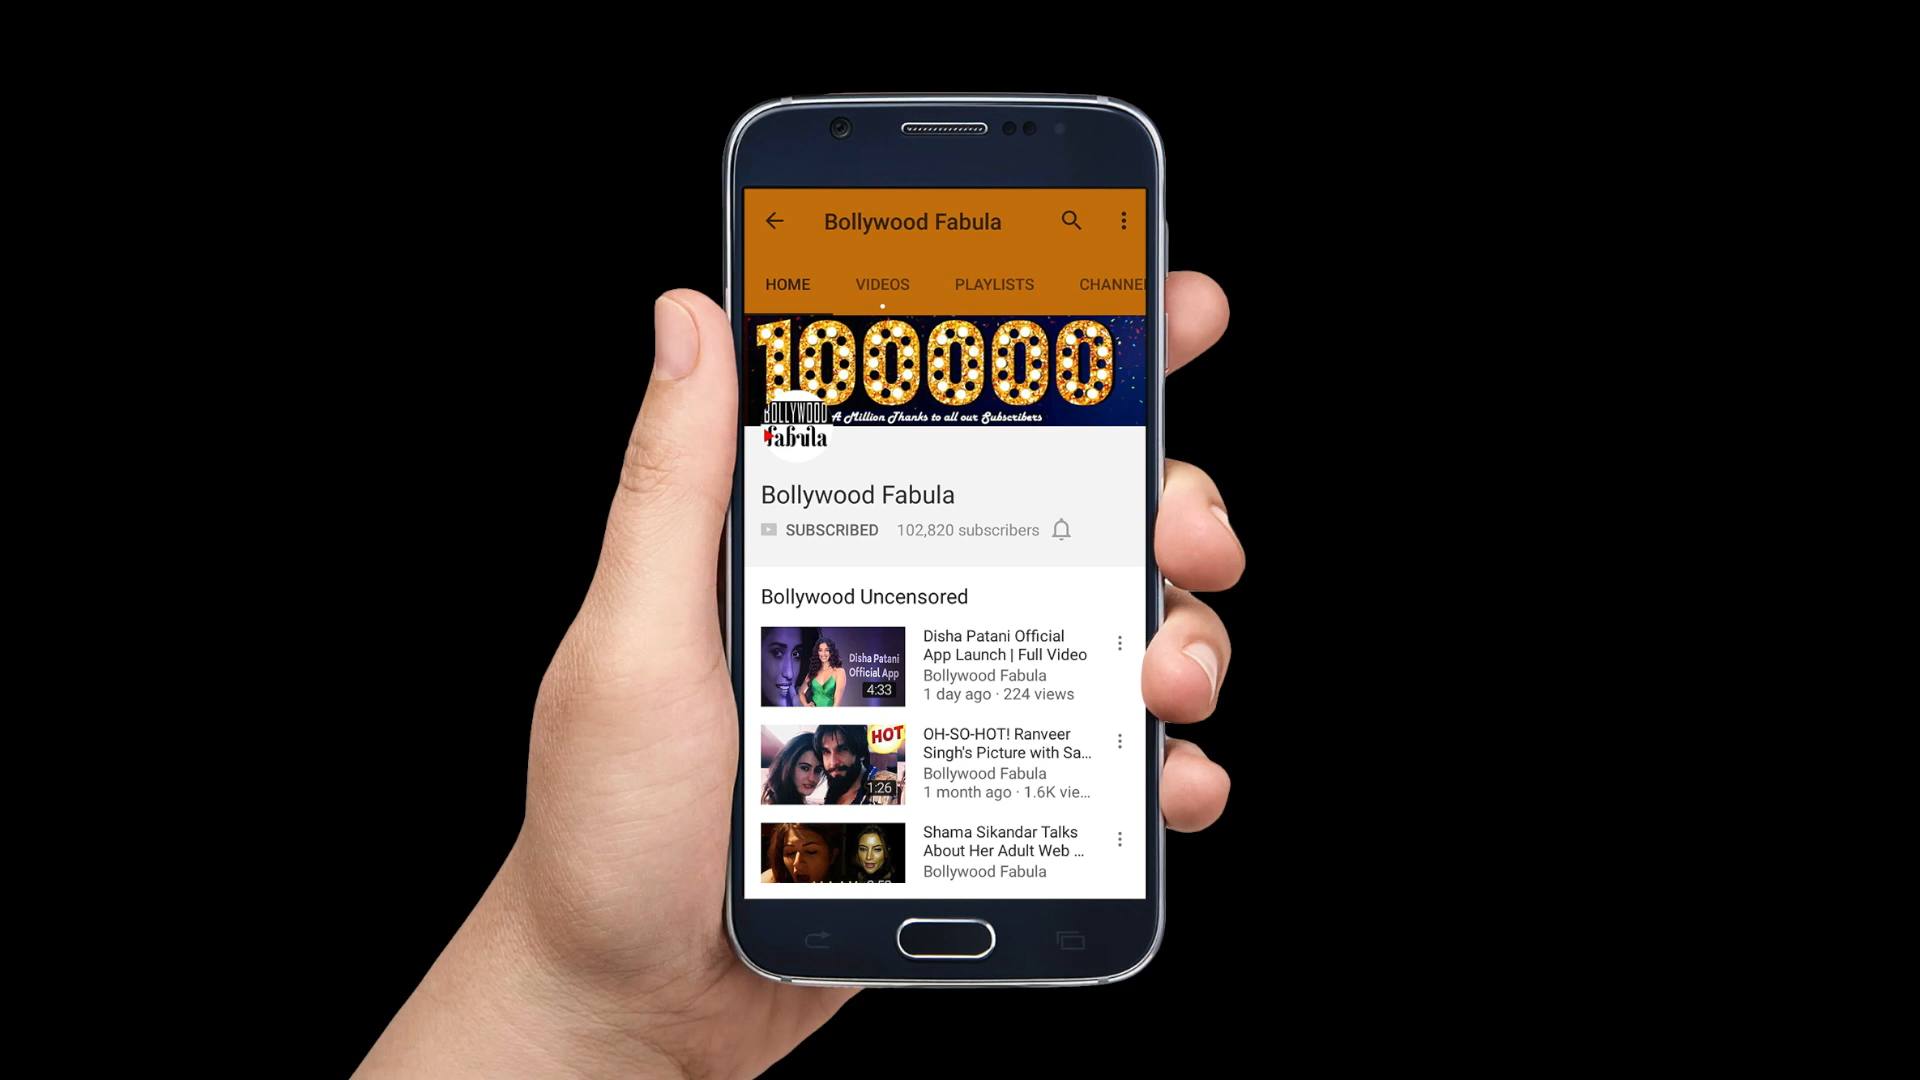 Bollywood Fabula
HOME VIDEOS PLAYLISTS CHANNE
100000
A Million Thanks to all our Subscribers
BOLLYWOOD
fabula
Bollywood Fabula
SUBSCRIBED 102,820 subscribers
Bollywood Uncensored
Disha Patani
Official App
4:33
Disha Patani Official
App Launch | Full Video
Bollywood Fabula
1 day ago · 224 views
HOT
1:26
OH-SO-HOT! Ranveer
Singh's Picture with Sa...
Bollywood Fabula
1 month ago · 1.6K vie...
Shama Sikandar Talks
About Her Adult Web ...
Bollywood Fabula